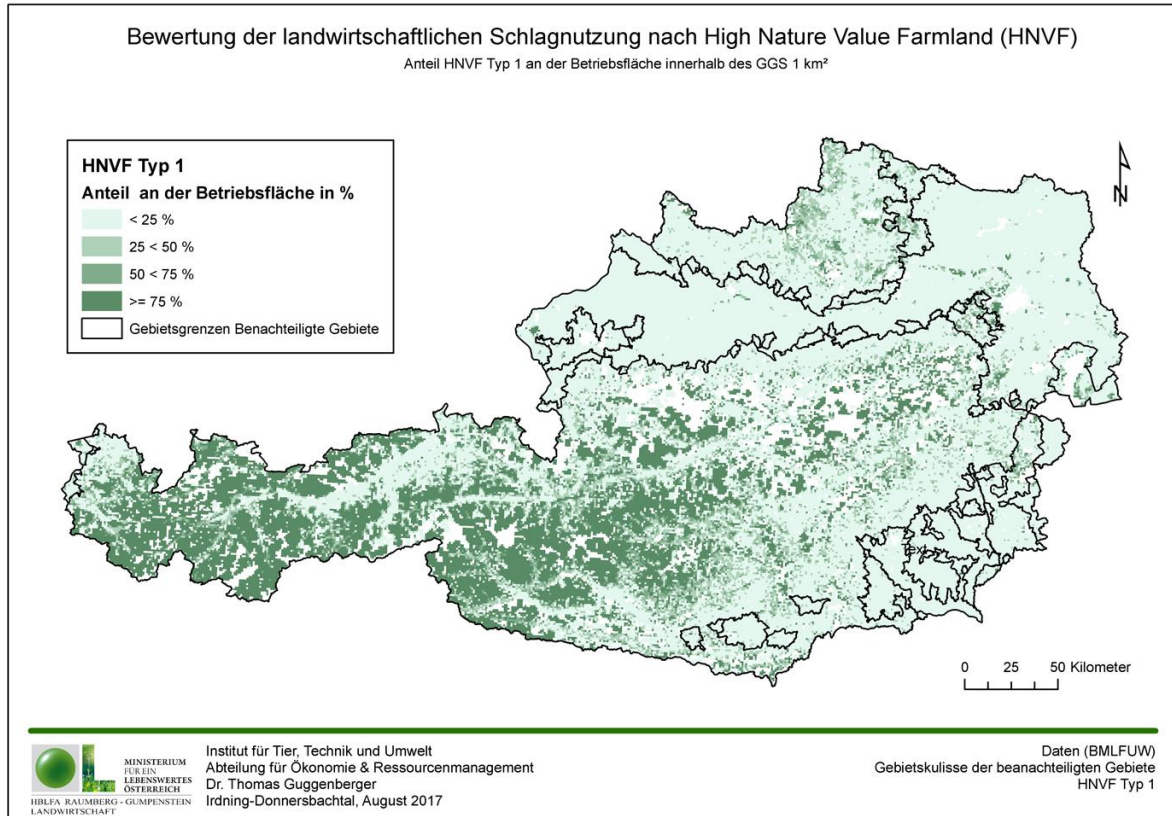 Bewertung der landwirtschaftlichen Schlagnutzung nach High Nature Value Farmland (HNVF)
Anteil HNVF Typ 1 an der Betriebsfläche innerhalb des GGS 1 km²
HNVF Typ 1
Anteil an der Betriebsfläche in %
< 25 %
25 < 50 %
50 < 75 %
>= 75 %
Gebietsgrenzen Benachteiligte Gebiete
N
Text
0 25 50 Kilometer
MINISTERIUM
FÜR EIN
LEBENSWERTES
ÖSTERREICH
HBLFA RAUMBERG - GUMPENSTEIN
LANDWIRTSCHAFT
Institut für Tier, Technik und Umwelt
Abteilung für Ökonomie & Ressourcenmanagement
Dr. Thomas Guggenberger
Irdning-Donnersbachtal, August 2017
Daten (BMLFUW)
Gebietskulisse der beanachteiligten Gebiete
HNVF Typ 1